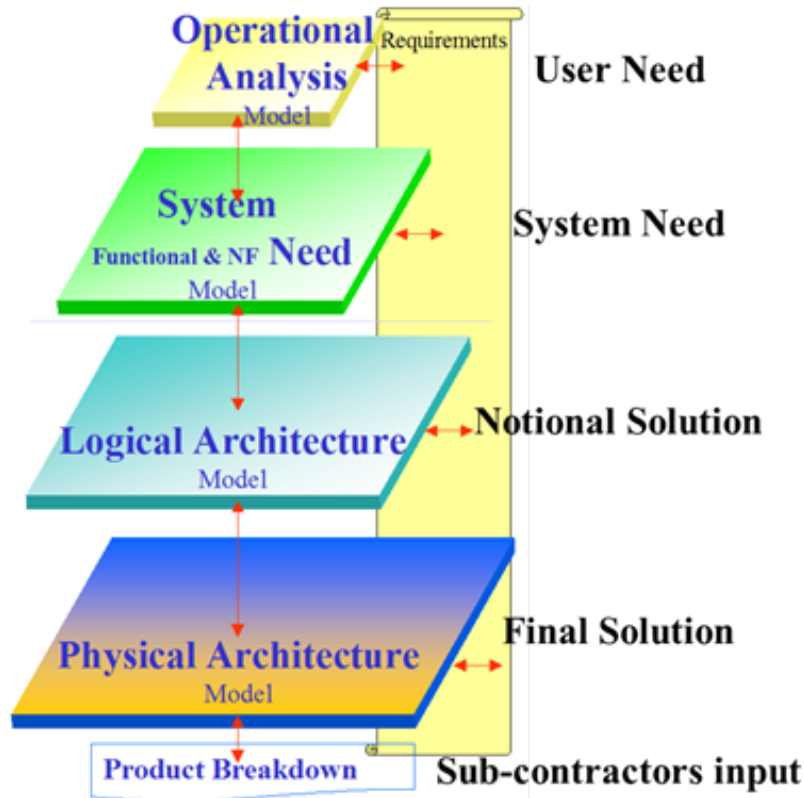 Operational
Analysis
Model
Requirements
User Need
System
Functional & NF Need
Model
System Need
Logical Architecture
Model
Notional Solution
Physical Architecture
Model
Final Solution
Product Breakdown
Sub-contractors input